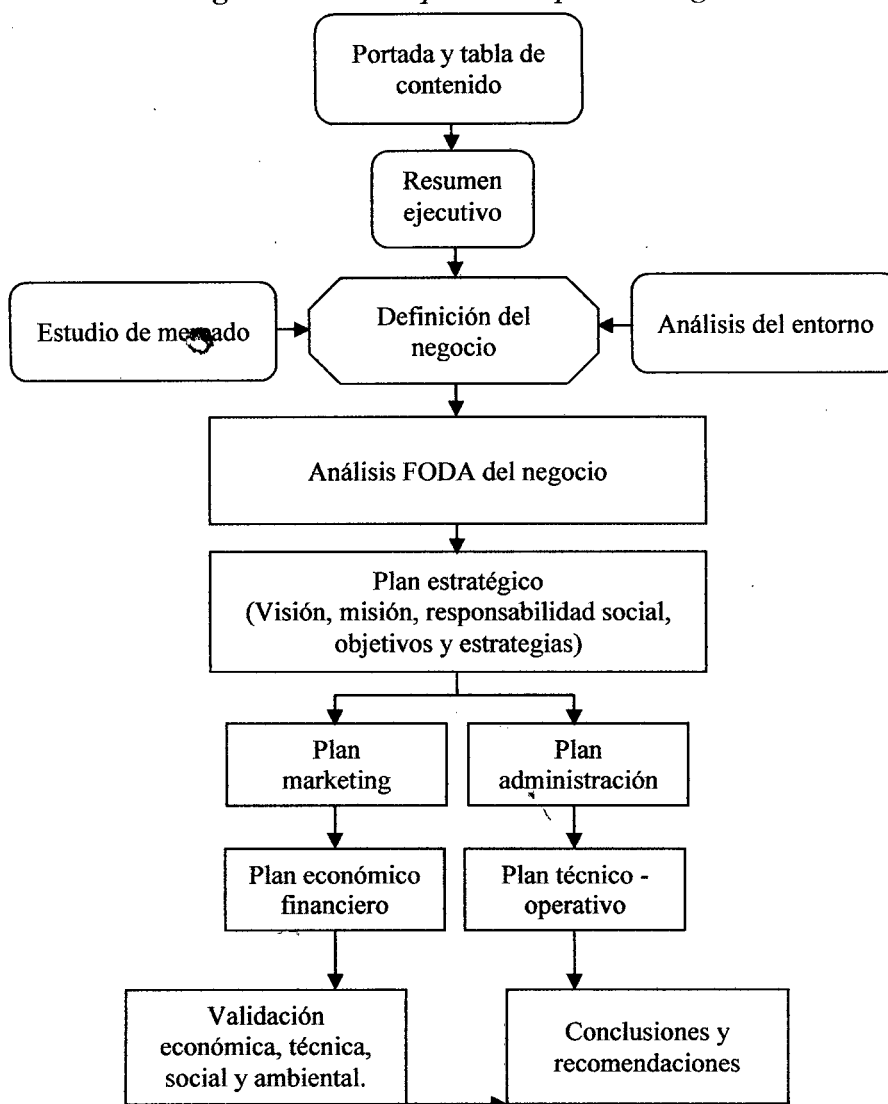 Portada y tabla de
contenido
Resumen
ejecutivo
Estudio de mercado
Definición del
negocio
Análisis del entorno
Análisis FODA del negocio
Plan estratégico
(Visión, misión, responsabilidad social,
objetivos y estrategias)
Plan
marketing
Plan
administración
Plan económico
financiero
Plan técnico -
operativo
Validación
económica, técnica,
social y ambiental.
Conclusiones y
recomendaciones